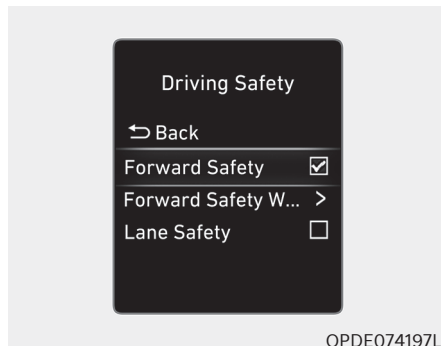 Driving Safety
Back
Forward Safety
Forward Safety W... >
Lane Safety
OPDE074197L